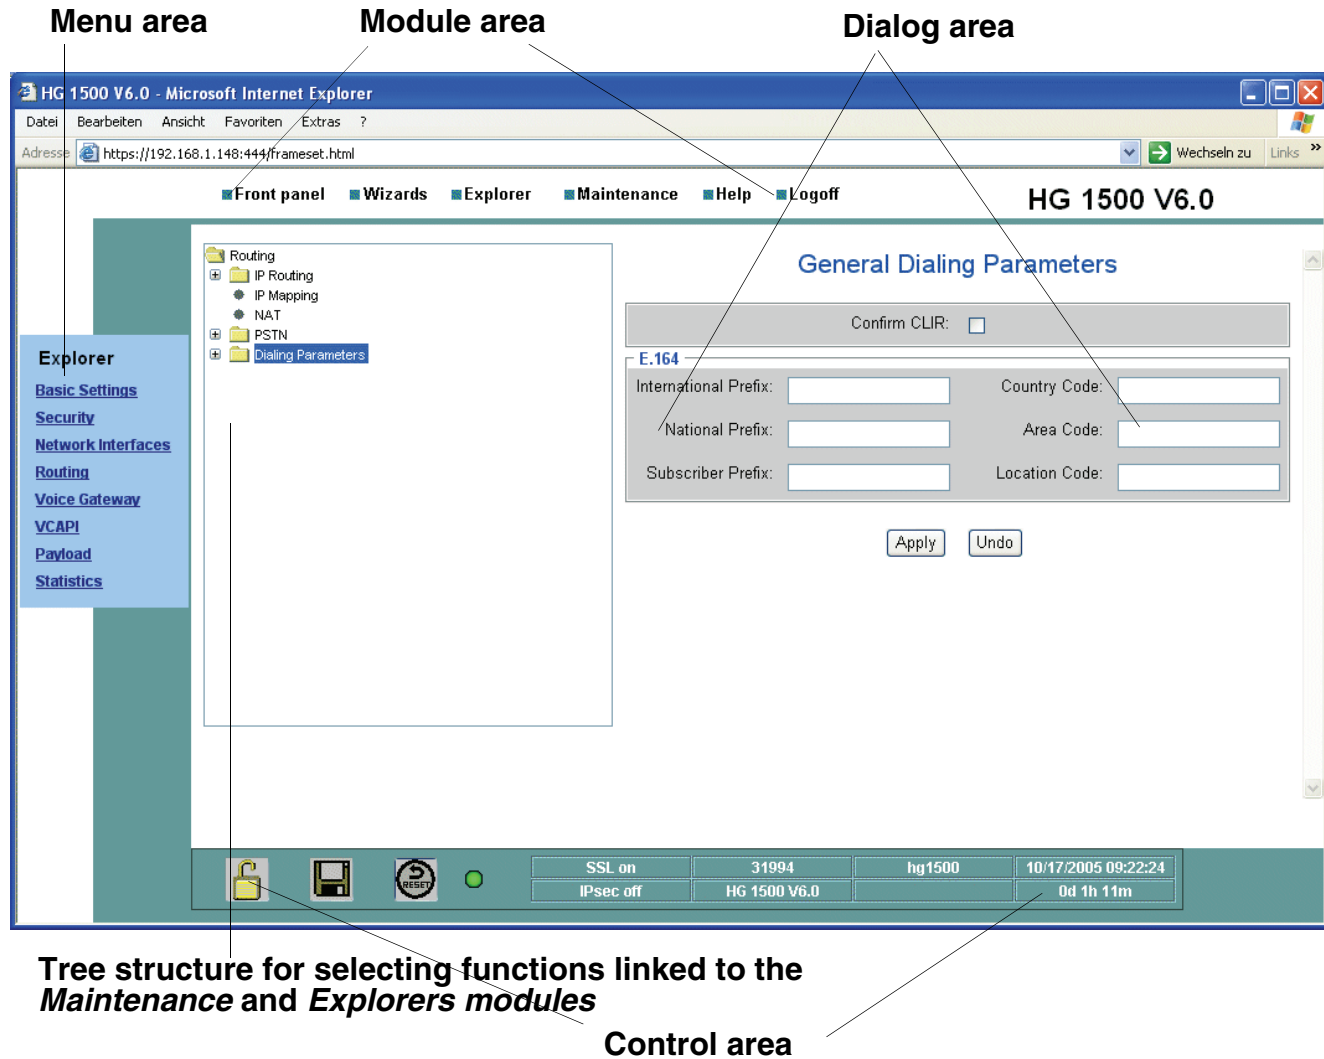 Menu area
Module area
Dialog area
HG 1500 V6.0 - Microsoft Internet Explorer
Datei Bearbeiten Ansicht Favoriten Extras ?
Adresse https://192.168.1.148:444/frameset.html Wechseln zu Links »
Front panel Wizards Explorer Maintenance Help Logoff HG 1500 V6.0
Routing
IP Routing
IP Mapping
NAT
PSTN
Dialing Parameters
Explorer
Basic Settings
Security
Network Interfaces
Routing
Voice Gateway
VCAPI
Payload
Statistics
General Dialing Parameters
Confirm CLIR:
E.164
International Prefix: Country Code:
National Prefix: Area Code:
Subscriber Prefix: Location Code:
Apply Undo
RESET
SSL on 31994 hg1500 10/17/2005 09:22:24
IPsec off HG 1500 V6.0 0d 1h 11m
Tree structure for selecting functions linked to the
Maintenance and Explorers modules
Control area